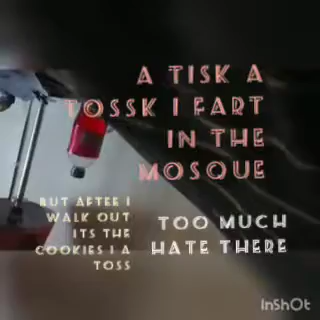 A TISK A
TOSSK I FART
IN THE
MOSQUE
BUT AFTER I
WALK OUT
ITS THE
COOKIES I A
TOSS
TOO MUCH
HATE THERE
InShOt